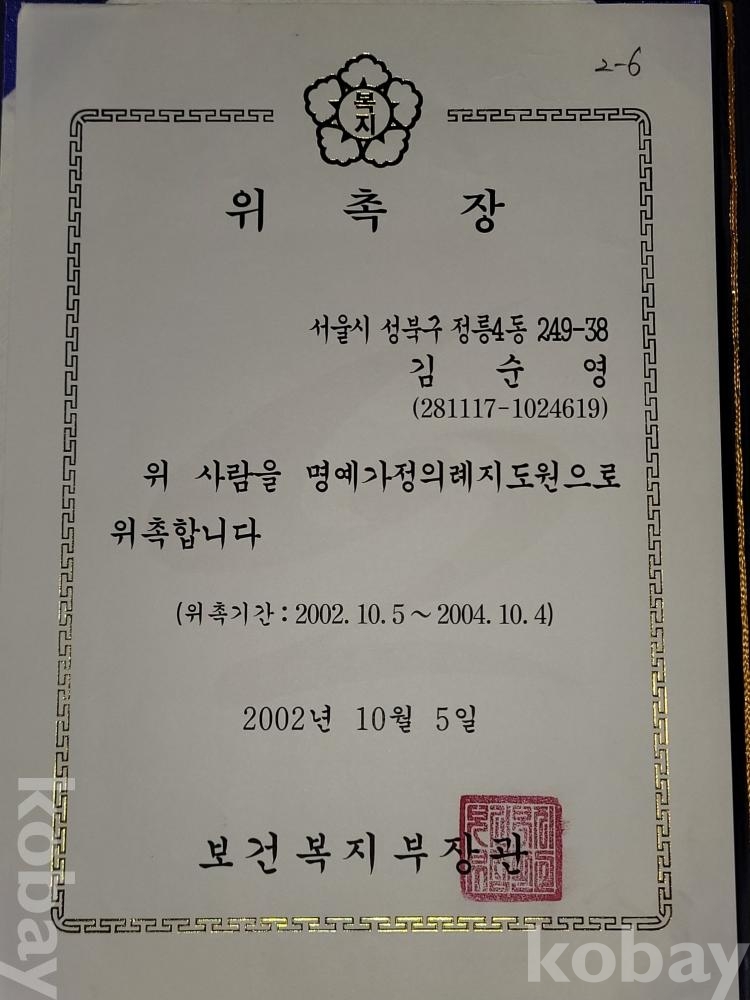 2-6
복지
위 촉 장
서울시 성북구 정릉4동 249-38
김 순 영
(281117-1024619)
위 사람을 명예가정의례지도원으로
위촉합니다
(위촉기간 : 2002. 10. 5 ~ 2004. 10. 4)
2002년 10월 5일
보건복지부장관
kobay
kobay